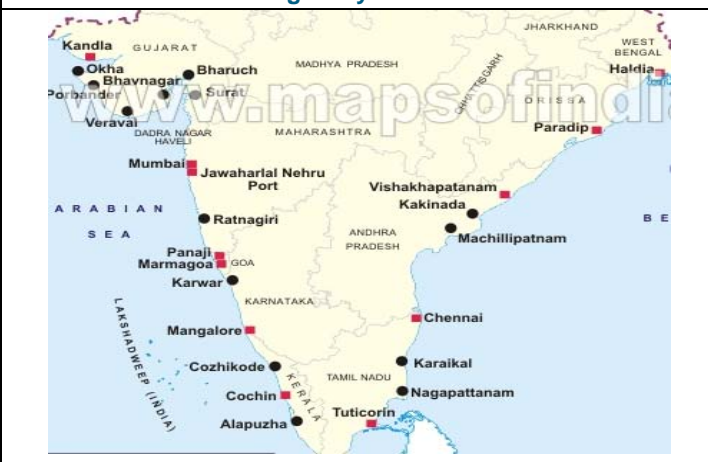 JHARKHAND
Kandla
GUJARAT
WEST
BENGAL
Okha
Bharuch
MADHYA PRADESH
CHHATTISGARH
Haldia
Bhavnagar
Porbander
Surat
ORISSA
www.mapsofindia
Veraval
DADRA NAGAR
HAVELI
MAHARASHTRA
Paradip
Mumbai
Jawaharlal Nehru
Port
Vishakhapatanam
Kakinada
ARABIAN
SEA
BE
Ratnagiri
ANDHRA
PRADESH
Machillipatnam
Panaji
Marmagoa
GOA
Karwar
KARNATAKA
LAKSHADWEEP (INDIA)
Chennai
Mangalore
Cozhikode
Karaikal
KERALA
TAMIL NADU
Cochin
Nagapattanam
Tuticorin
Alapuzha